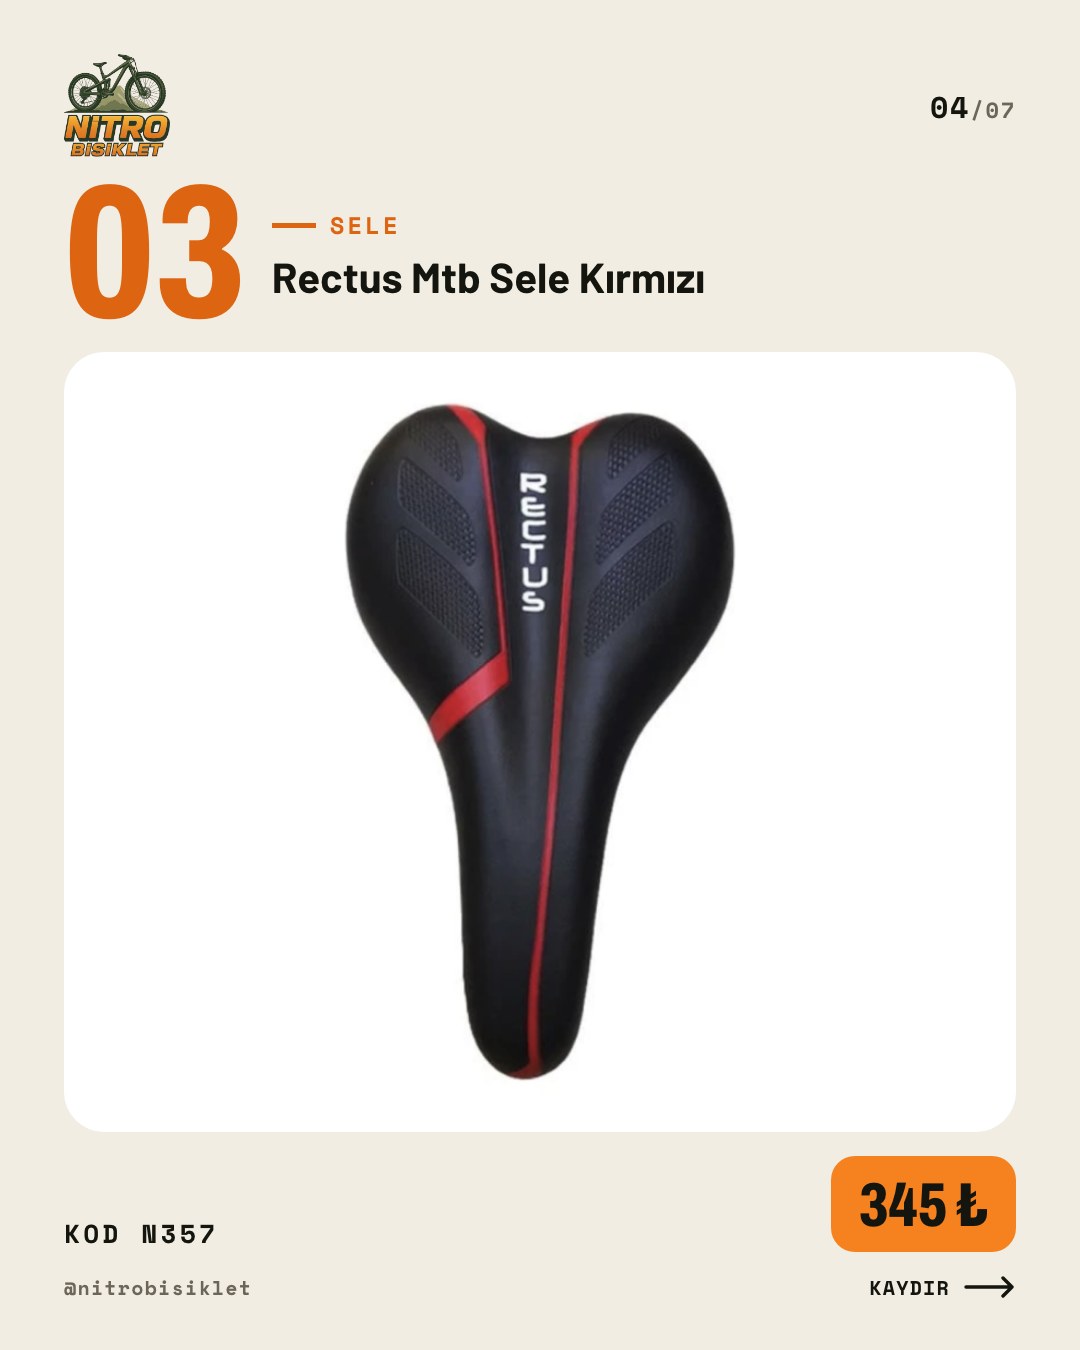 NiTRO
BISIKLET
04/07
03
SELE
Rectus Mtb Sele Kırmızı
RECTUS
345 ₺
KOD N357
@nitrobisiklet
KAYDIR